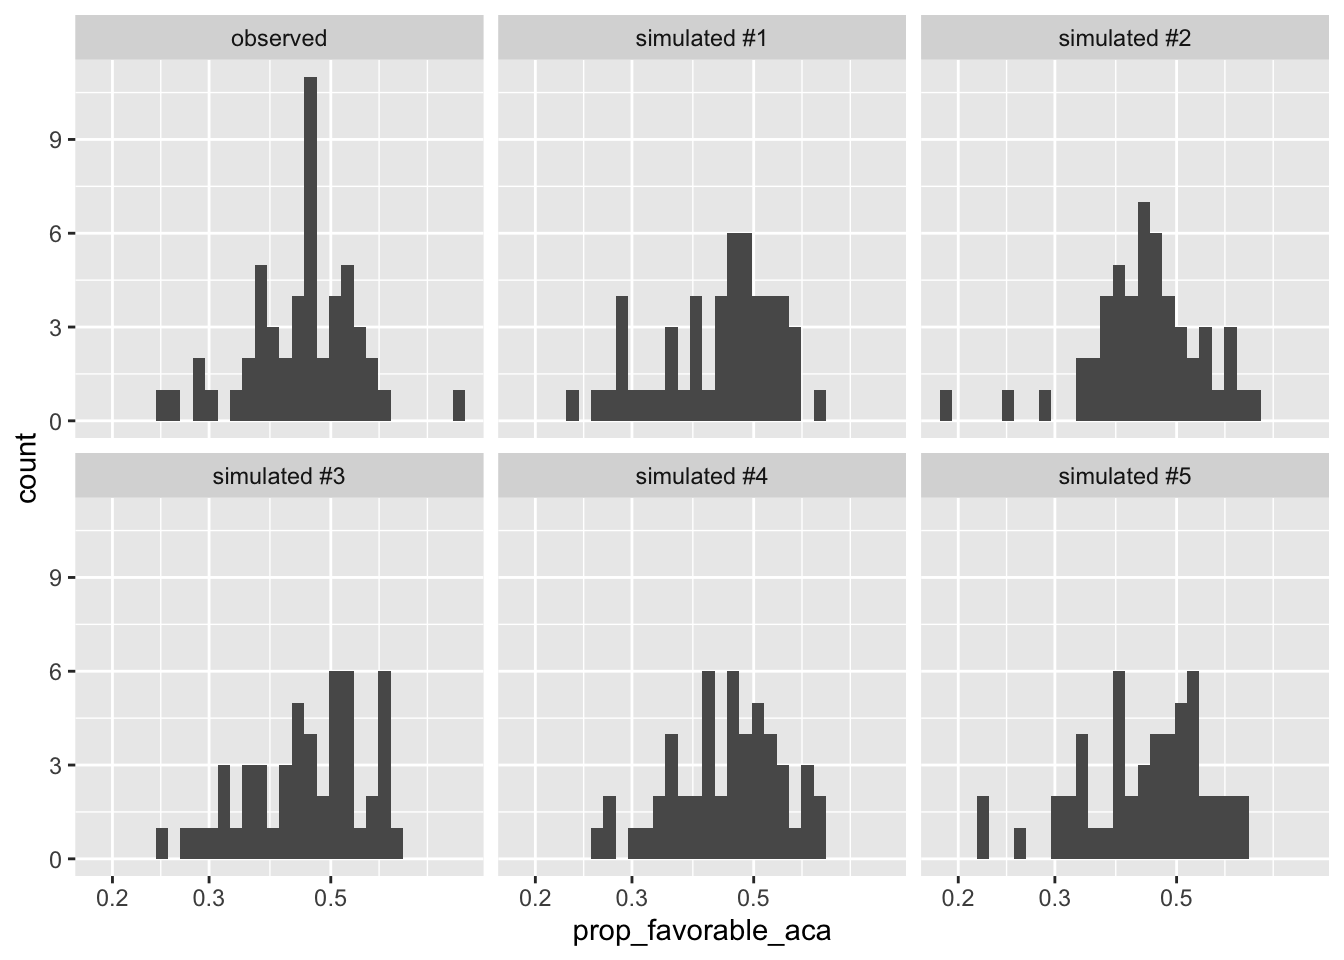 observed
simulated #1
simulated #2
9
6
3
0
count
simulated #3
simulated #4
simulated #5
9
6
3
0
0.2 0.3 0.5 0.2 0.3 0.5 0.2 0.3 0.5
prop_favorable_aca